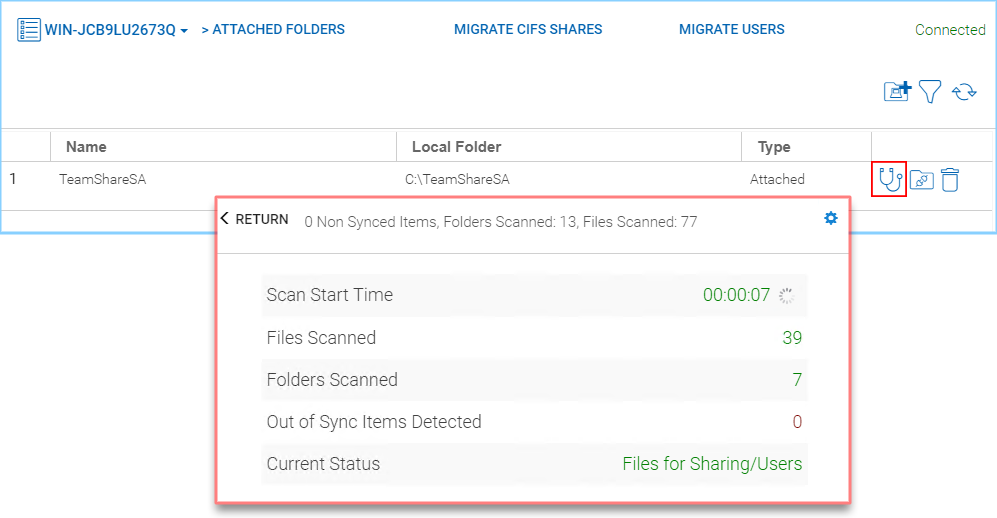 WIN-JCB9LU2673Q > ATTACHED FOLDERS MIGRATE CIFS SHARES MIGRATE USERS Connected
Name Local Folder Type
1 TeamShareSA C:\TeamShareSA Attached
RETURN 0 Non Synced Items, Folders Scanned: 13, Files Scanned: 77
Scan Start Time 00:00:07
Files Scanned 39
Folders Scanned 7
Out of Sync Items Detected 0
Current Status Files for Sharing/Users